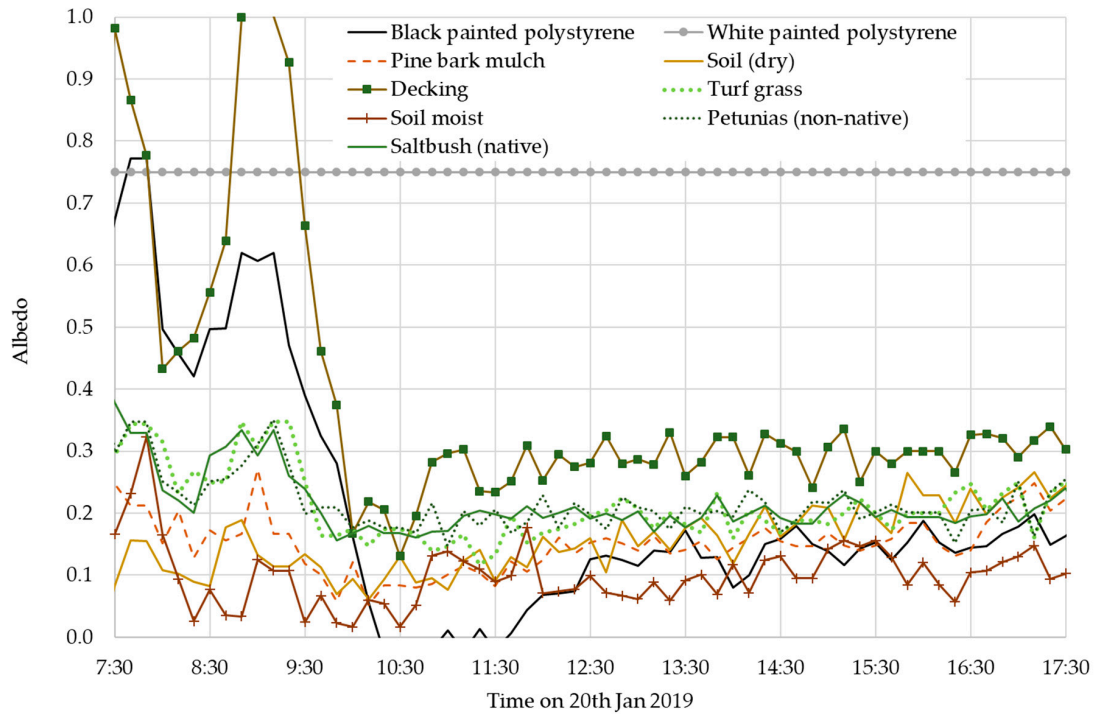 1.0
0.9
0.8
0.7
0.6
0.5
0.4
0.3
0.2
0.1
0.0
Albedo
Black painted polystyrene
White painted polystyrene
Pine bark mulch
Soil (dry)
Decking
Turf grass
Soil moist
Petunias (non-native)
Saltbush (native)
7:30 8:30 9:30 10:30 11:30 12:30 13:30 14:30 15:30 16:30 17:30
Time on 20th Jan 2019